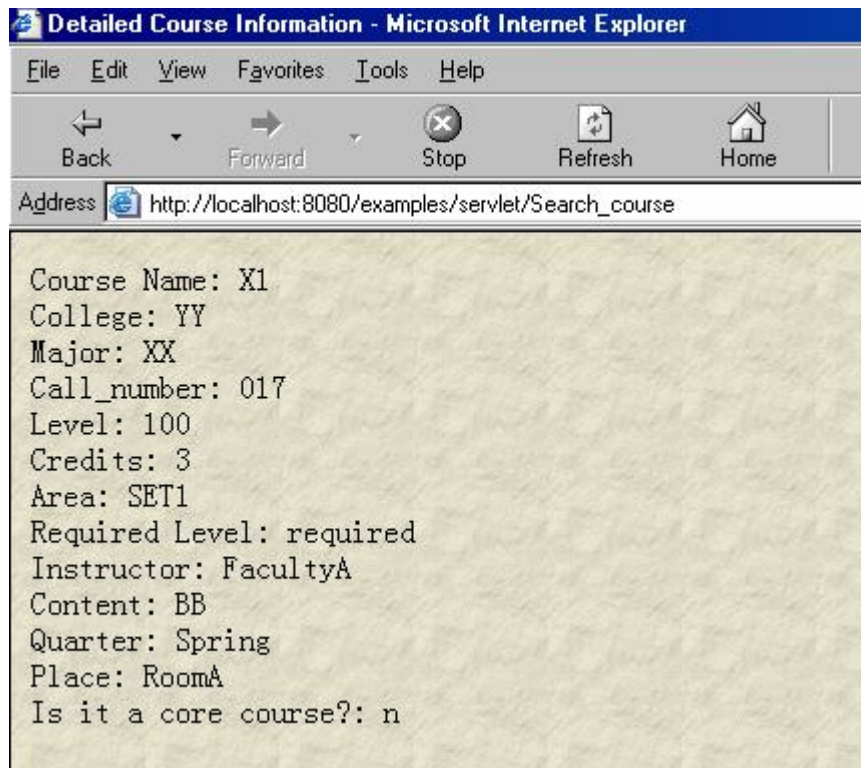 Detailed Course Information - Microsoft Internet Explorer
File Edit View Favorites Tools Help
Back Forward Stop Refresh Home
Address http://localhost:8080/examples/servlet/Search_course
Course Name: X1
College: YY
Major: XX
Call_number: 017
Level: 100
Credits: 3
Area: SET1
Required Level: required
Instructor: FacultyA
Content: BB
Quarter: Spring
Place: RoomA
Is it a core course?: n